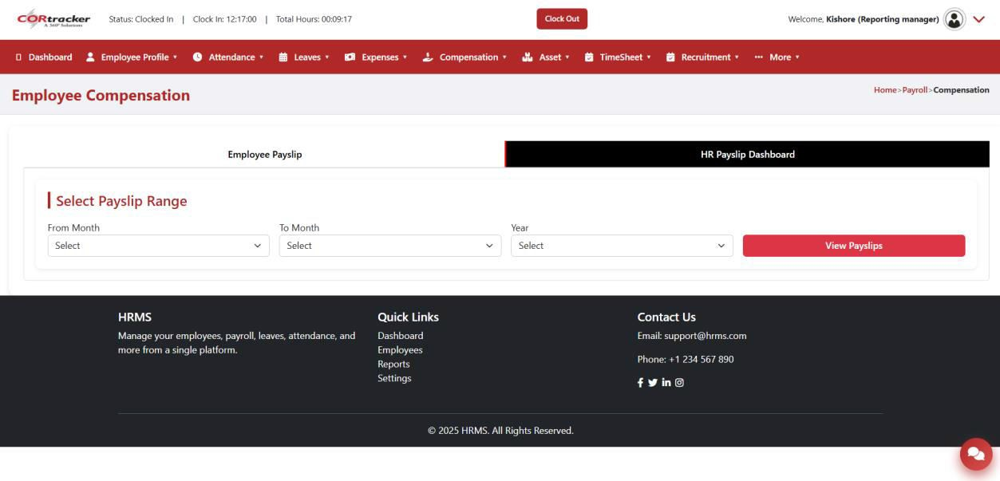 CORtracker
A 360° Solutions
Status: Clocked In | Clock In: 12:17:00 | Total Hours: 00:09:17
Clock Out
Welcome, Kishore (Reporting manager)
Dashboard Employee Profile Attendance Leaves Expenses Compensation Asset TimeSheet Recruitment More
Employee Compensation
Home>Payroll>Compensation
Employee Payslip
HR Payslip Dashboard
Select Payslip Range
From Month To Month Year
Select Select Select View Payslips
HRMS
Manage your employees, payroll, leaves, attendance, and
more from a single platform.
Quick Links
Dashboard
Employees
Reports
Settings
Contact Us
Email: support@hrms.com
Phone: +1 234 567 890
© 2025 HRMS. All Rights Reserved.